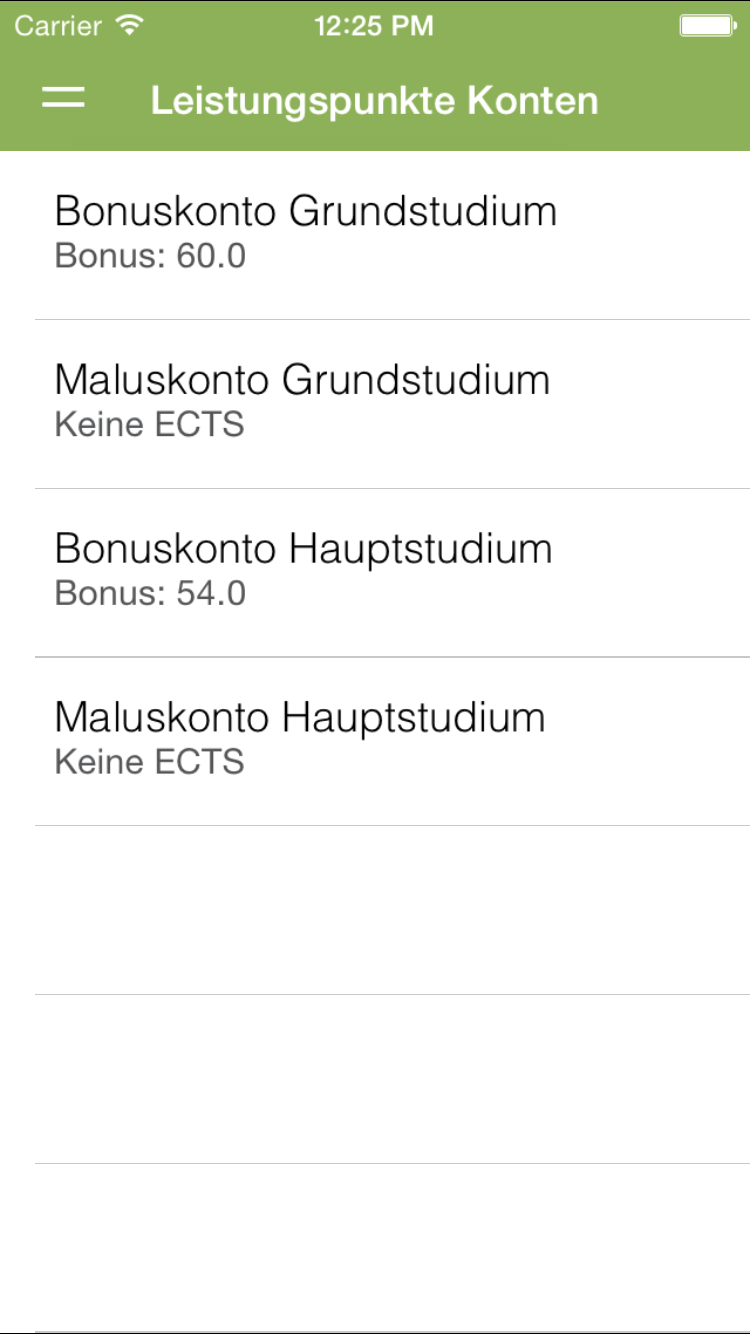 Carrier 12:25 PM
Leistungspunkte Konten
Bonuskonto Grundstudium
Bonus: 60.0
Maluskonto Grundstudium
Keine ECTS
Bonuskonto Hauptstudium
Bonus: 54.0
Maluskonto Hauptstudium
Keine ECTS